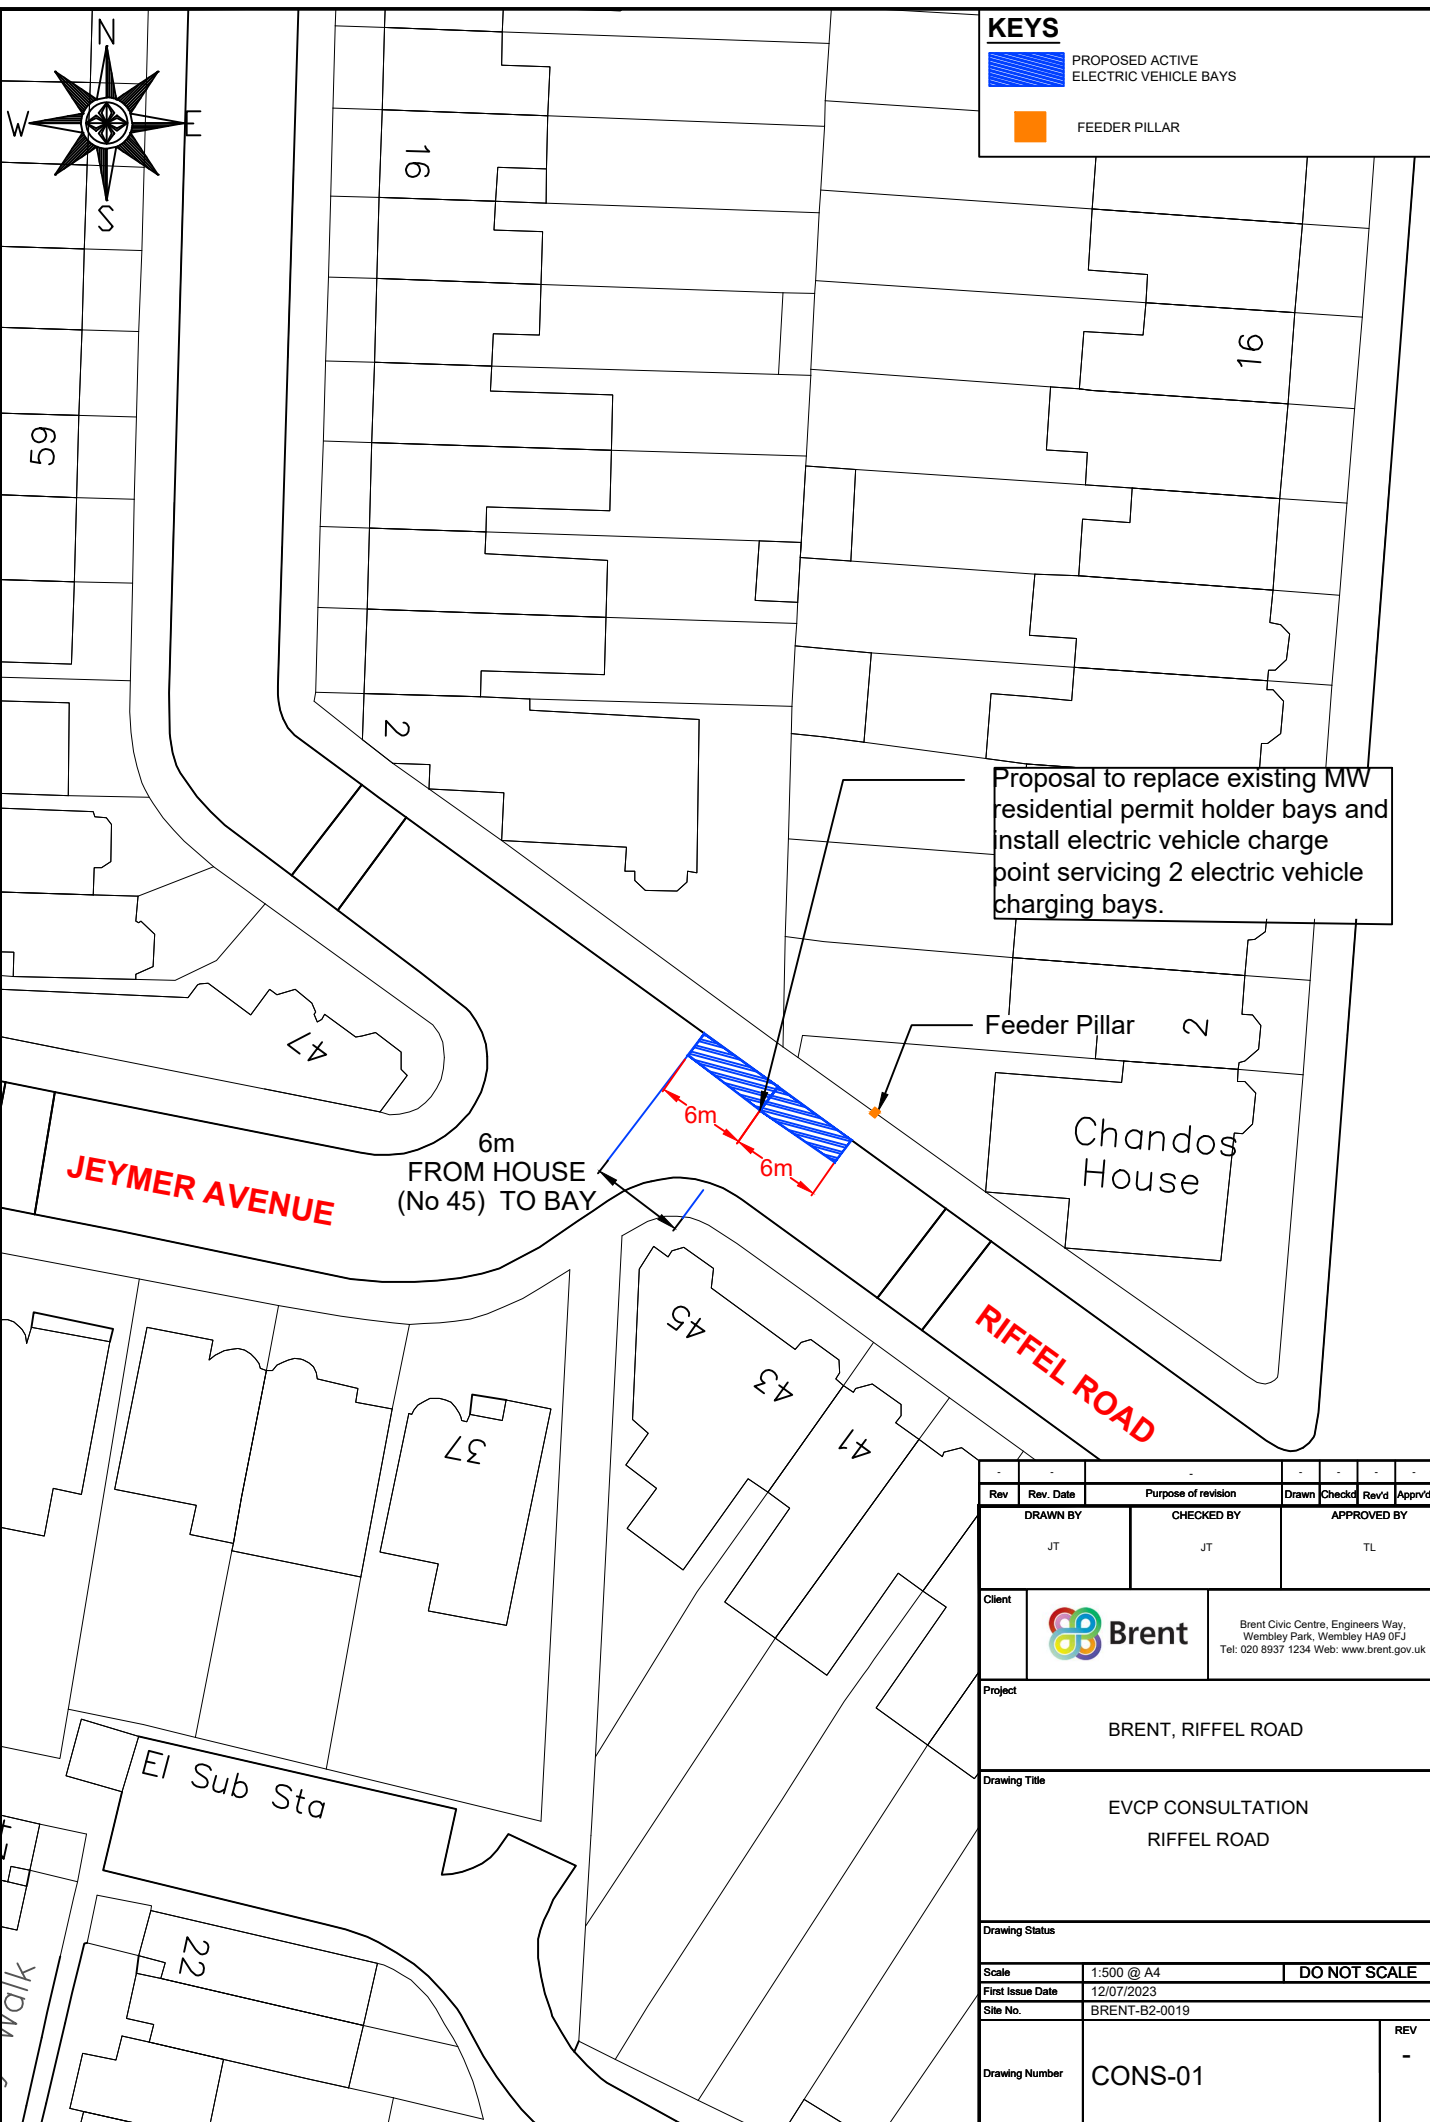 KEYS
PROPOSED ACTIVE
ELECTRIC VEHICLE BAYS
FEEDER PILLAR
N
W
E
S
16
16
59
2
Proposal to replace existing MW
residential permit holder bays and
install electric vehicle charge
point servicing 2 electric vehicle
charging bays.
Feeder Pillar
2
47
6m
6m
6m
FROM HOUSE
(No 45) TO BAY
Chandos
House
JEYMER AVENUE
RIFFEL ROAD
45
43
41
37
El Sub Sta
22
Walk
- - - - - - -
Rev Rev. Date Purpose of revision Drawn Checkd Rev'd Apprv'd
DRAWN BY CHECKED BY APPROVED BY
JT JT TL
Client
Brent
Brent Civic Centre, Engineers Way,
Wembley Park, Wembley HA9 0FJ
Tel: 020 8937 1234 Web: www.brent.gov.uk
Project
BRENT, RIFFEL ROAD
Drawing Title
EVCP CONSULTATION
RIFFEL ROAD
Drawing Status
Scale 1:500 @ A4 DO NOT SCALE
First Issue Date 12/07/2023
Site No. BRENT-B2-0019
REV
-
Drawing Number CONS-01